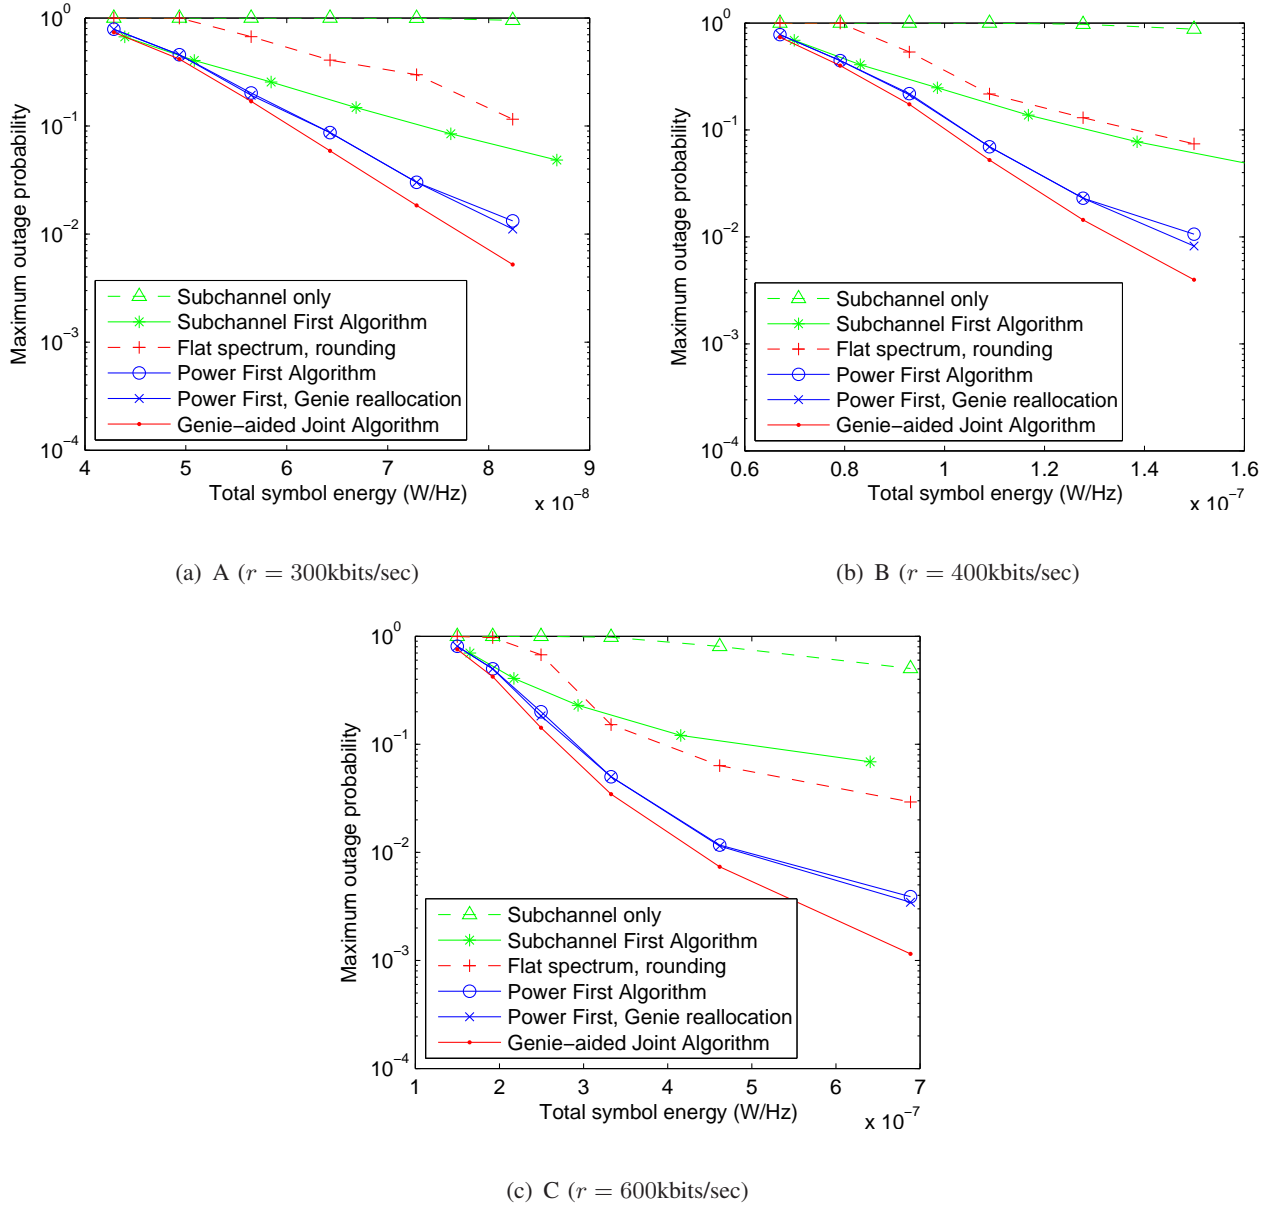 10^0
10^−1
10^−2
10^−3
10^−4
Maximum outage probability
Subchannel only
Subchannel First Algorithm
Flat spectrum, rounding
Power First Algorithm
Power First, Genie reallocation
Genie−aided Joint Algorithm
4 5 6 7 8 9
Total symbol energy (W/Hz)
x 10^−8
(a) A (r = 300kbits/sec)
10^0
10^−1
10^−2
10^−3
10^−4
Maximum outage probability
Subchannel only
Subchannel First Algorithm
Flat spectrum, rounding
Power First Algorithm
Power First, Genie reallocation
Genie−aided Joint Algorithm
0.6 0.8 1 1.2 1.4 1.6
Total symbol energy (W/Hz)
x 10^−7
(b) B (r = 400kbits/sec)
10^0
10^−1
10^−2
10^−3
10^−4
Maximum outage probability
Subchannel only
Subchannel First Algorithm
Flat spectrum, rounding
Power First Algorithm
Power First, Genie reallocation
Genie−aided Joint Algorithm
1 2 3 4 5 6 7
Total symbol energy (W/Hz)
x 10^−7
(c) C (r = 600kbits/sec)